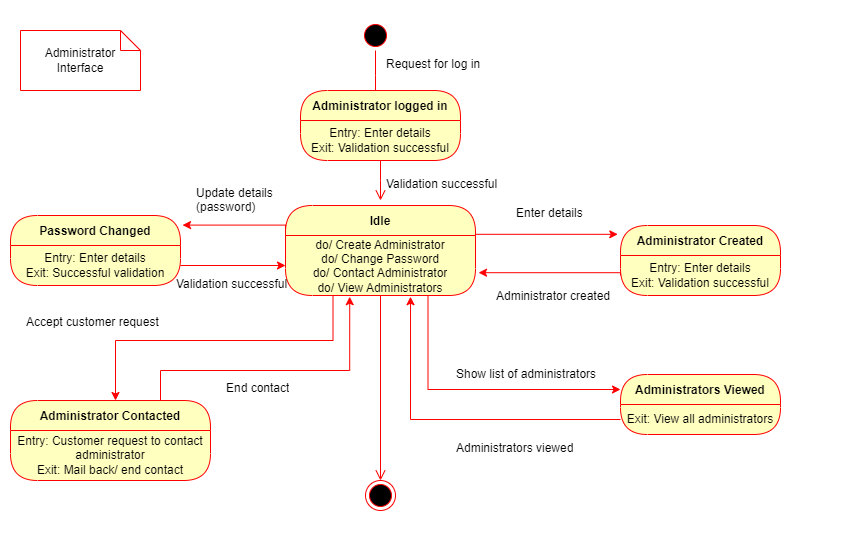 Administrator
Interface
Request for log in
Administrator logged in
Entry: Enter details
Exit: Validation successful
Validation successful
Update details
(password)
Enter details
Idle
do/ Create Administrator
do/ Change Password
do/ Contact Administrator
do/ View Administrators
Password Changed
Entry: Enter details
Exit: Successful validation
Validation successful
Administrator Created
Entry: Enter details
Exit: Validation successful
Administrator created
Accept customer request
End contact
Show list of administrators
Administrators Viewed
Exit: View all administrators
Administrators viewed
Administrator Contacted
Entry: Customer request to contact
administrator
Exit: Mail back/ end contact